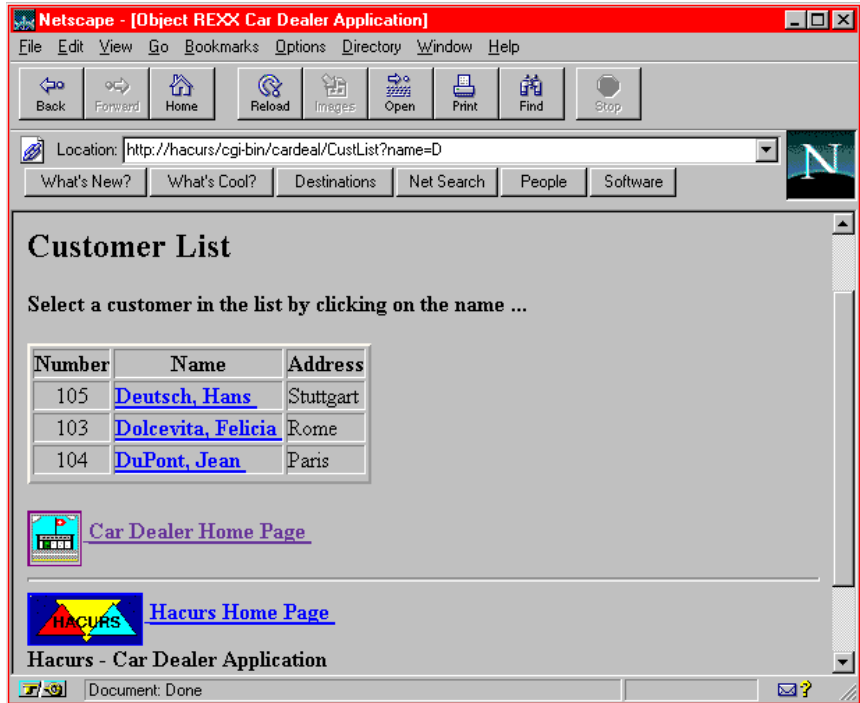 Netscape - [Object REXX Car Dealer Application]
File Edit View Go Bookmarks Options Directory Window Help
Back Forward Home Reload Images Open Print Find Stop
Location: http://hacurs/cgi-bin/cardeal/CustList?name=D
N
What's New? What's Cool? Destinations Net Search People Software
Customer List
Select a customer in the list by clicking on the name ...
Number Name Address
105 Deutsch, Hans Stuttgart
103 Dolcevita, Felicia Rome
104 DuPont, Jean Paris
Car Dealer Home Page
HACURS Hacurs Home Page
Hacurs - Car Dealer Application
Document: Done